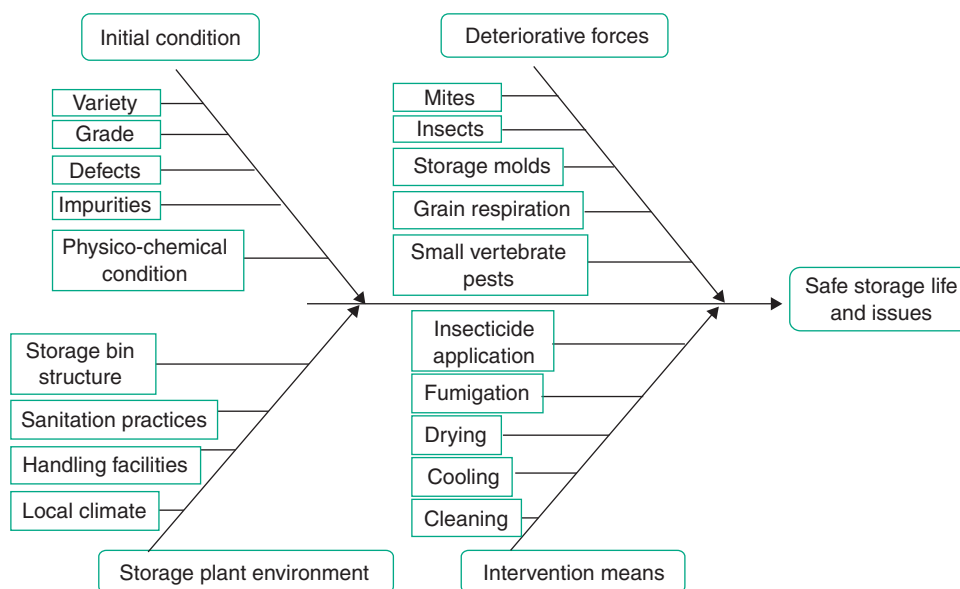 Initial condition
Variety
Grade
Defects
Impurities
Physico-chemical
condition
Deteriorative forces
Mites
Insects
Storage molds
Grain respiration
Small vertebrate
pests
Safe storage life
and issues
Storage bin
structure
Sanitation practices
Handling facilities
Local climate
Storage plant environment
Insecticide
application
Fumigation
Drying
Cooling
Cleaning
Intervention means